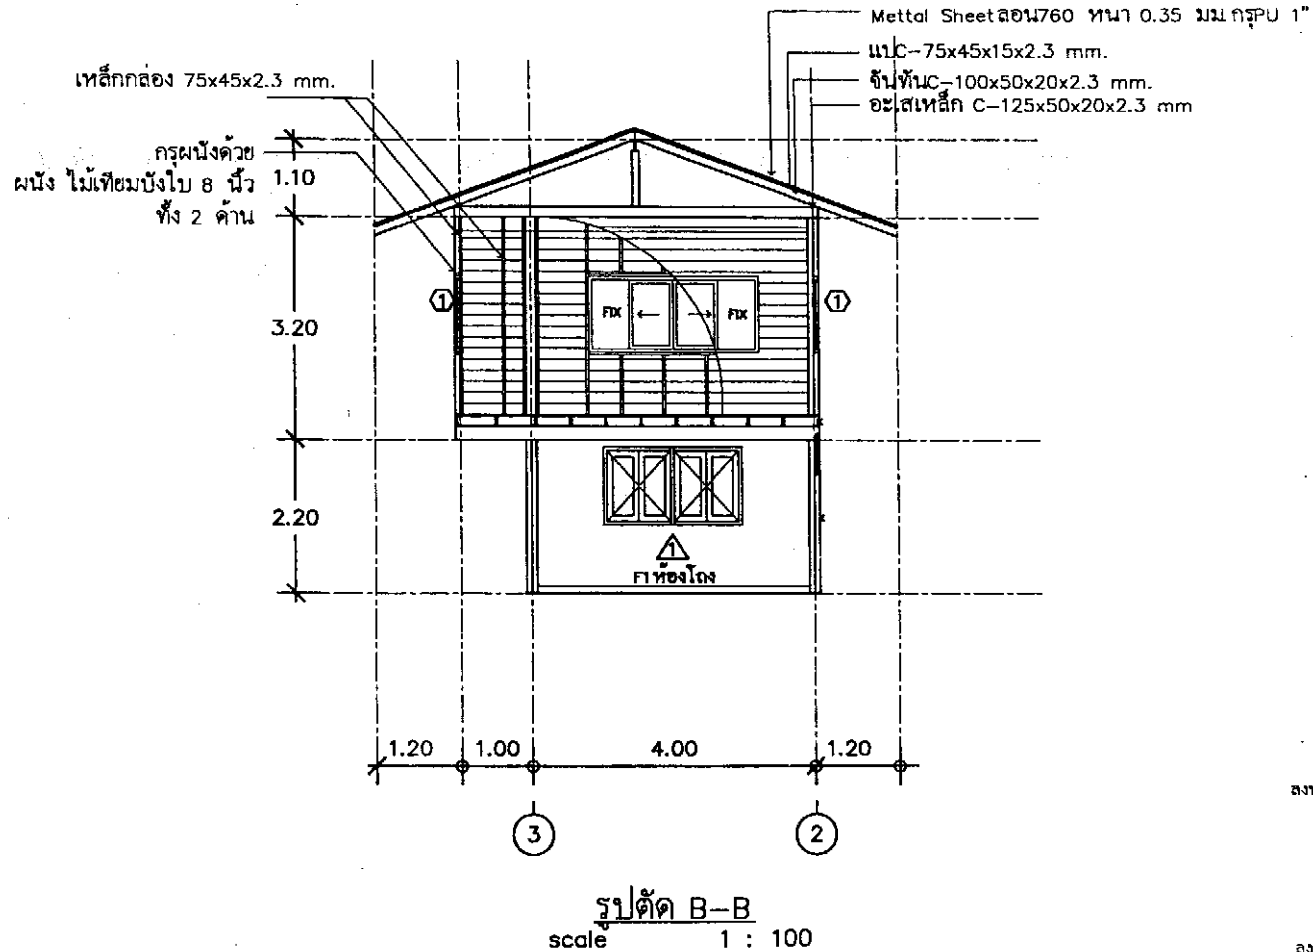 Mettal Sheetลอน760 หนา 0.35 มม.กรุPU 1"
แปC-75x45x15x2.3 mm.
จันทันC-100x50x20x2.3 mm.
อะเสเหล็ก C-125x50x20x2.3 mm
เหล็กกล่อง 75x45x2.3 mm.
กรุผนังด้วย
ผนัง ไม้เทียมบังใบ 8 นิ้ว
ทั้ง 2 ด้าน
1.10
3.20
2.20
1
FIX
FIX
1
1
F1ห้องโถง
1.20 1.00 4.00 1.20
3 2
รูปตัด B-B
scale 1 : 100